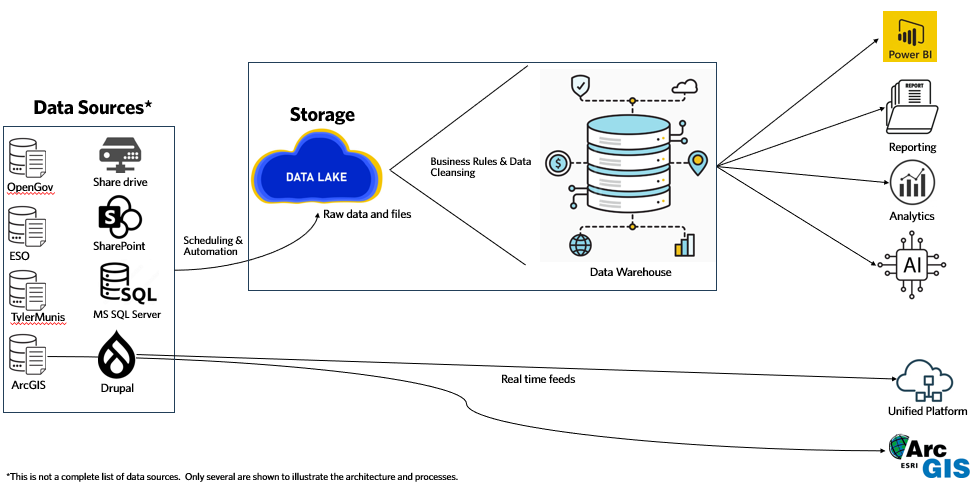 Data Sources*
OpenGov
Share drive
ESO
S
SharePoint
TylerMunis
SQL
MS SQL Server
ArcGIS
Drupal
Scheduling &
Automation
Storage
DATA LAKE
Raw data and files
Business Rules & Data
Cleansing
$
Data Warehouse
Power BI
REPORT
Reporting
Analytics
AI
Real time feeds
Unified Platform
Arc
ESRI
GIS
*This is not a complete list of data sources. Only several are shown to illustrate the architecture and processes.